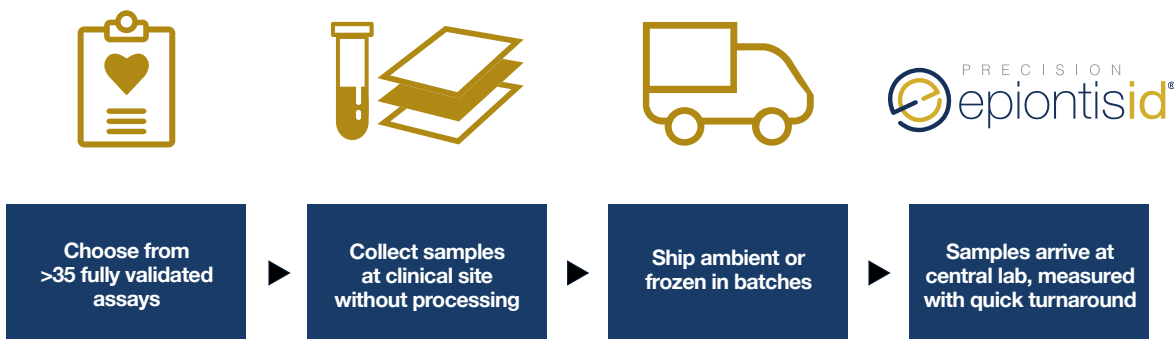 PRECISION
epiontisid®
Choose from
>35 fully validated
assays
Collect samples
at clinical site
without processing
Ship ambient or
frozen in batches
Samples arrive at
central lab, measured
with quick turnaround